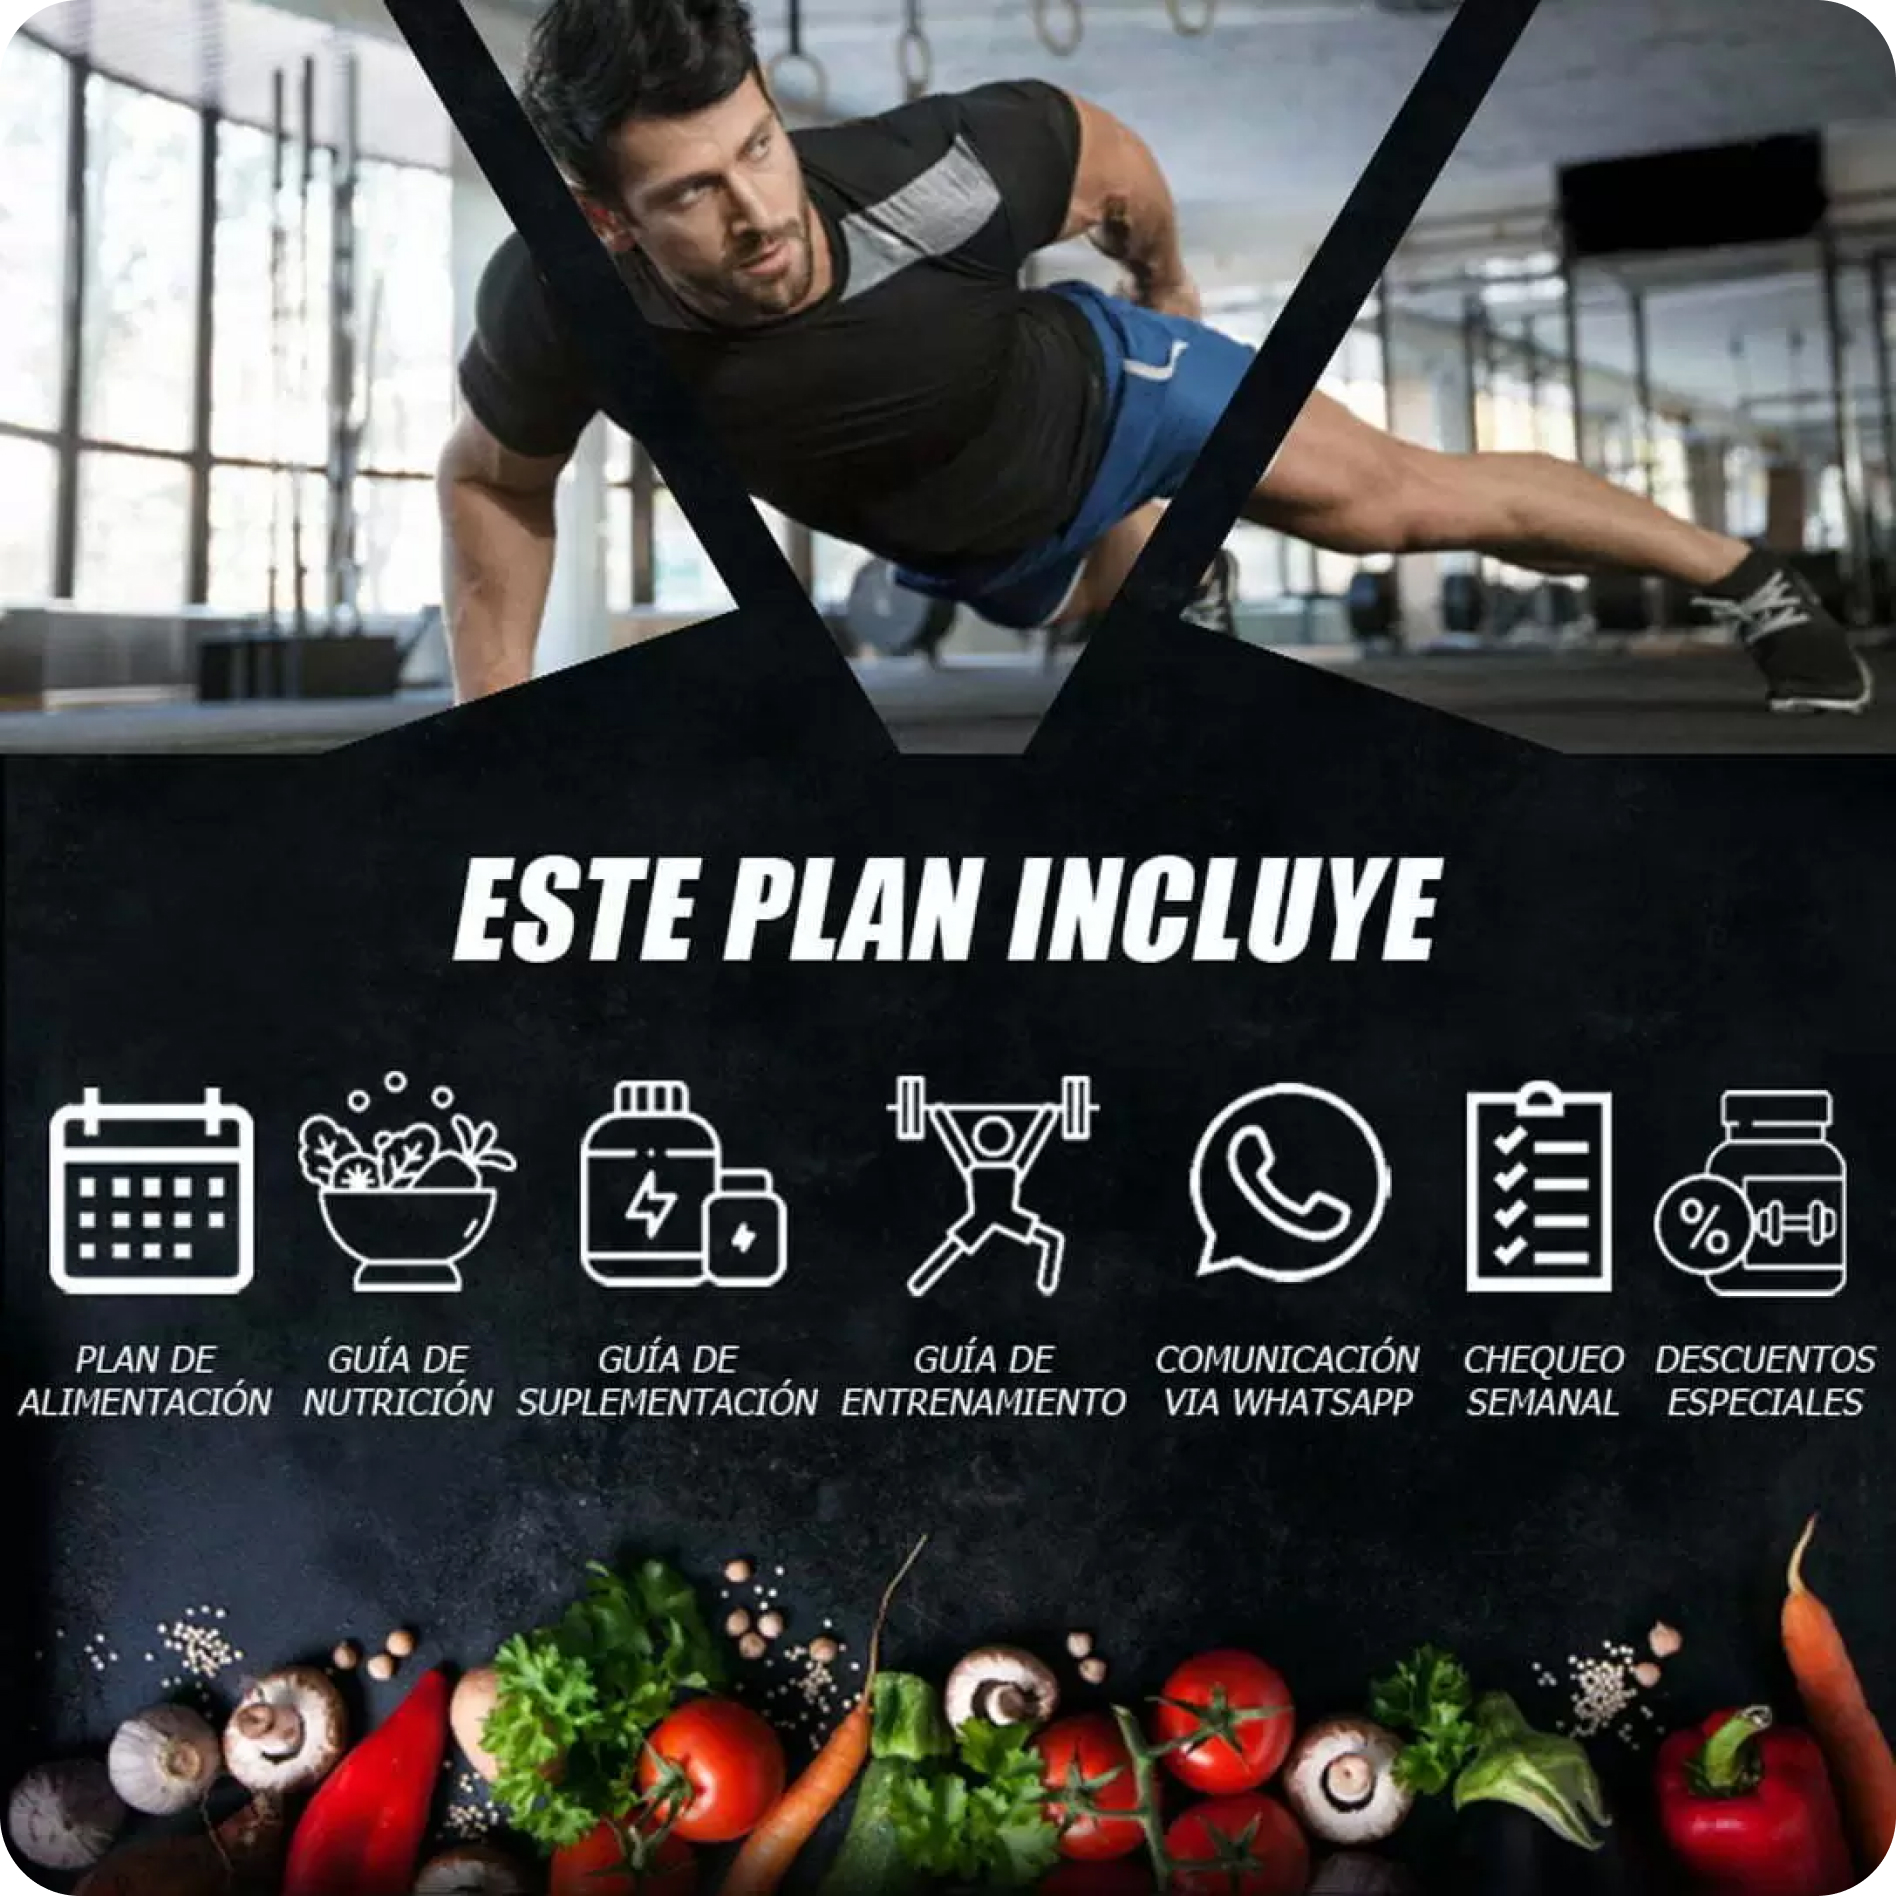 ESTE PLAN INCLUYE
PLAN DE
ALIMENTACIÓN
GUÍA DE
NUTRICIÓN
GUÍA DE
SUPLEMENTACIÓN
GUÍA DE
ENTRENAMIENTO
COMUNICACIÓN
VIA WHATSAPP
CHEQUEO
SEMANAL
DESCUENTOS
ESPECIALES
%